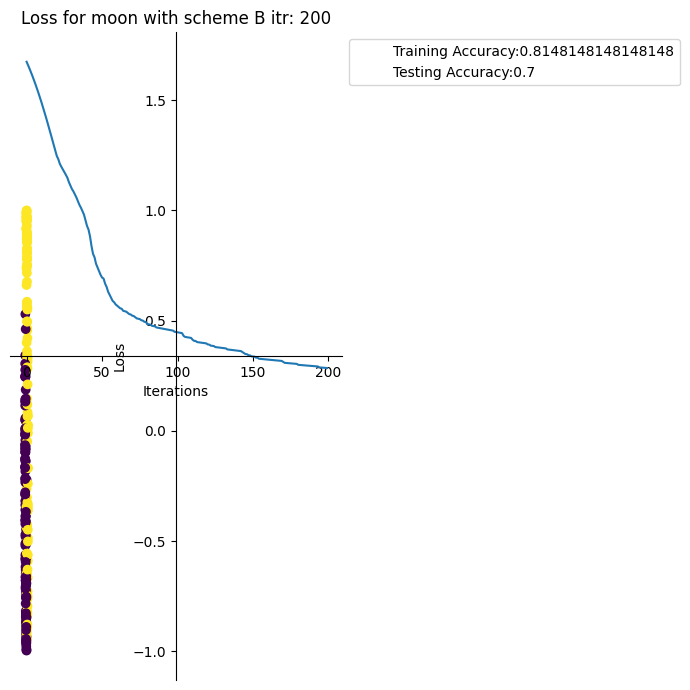 Loss for moon with scheme B itr: 200
Training Accuracy:0.8148148148148148
Testing Accuracy:0.7
1.5
1.0
0.5
Loss
0 50 100 150 200
Iterations
0.0
−0.5
−1.0